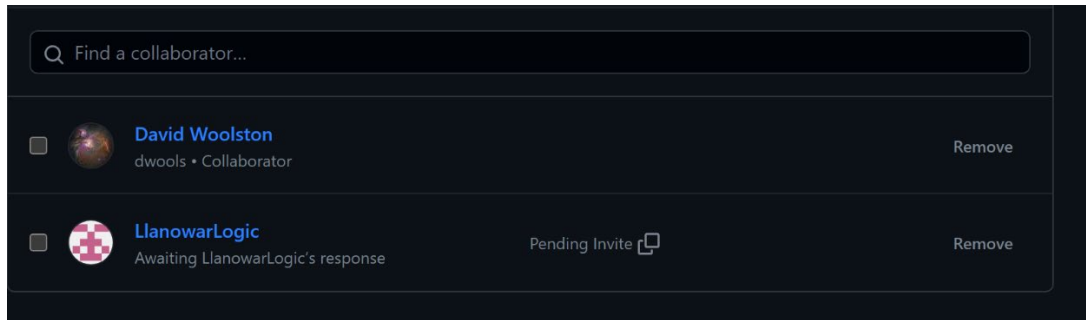 Find a collaborator...
David Woolston
dwools • Collaborator
Remove
LlanowarLogic
Awaiting LlanowarLogic's response
Pending Invite
Remove